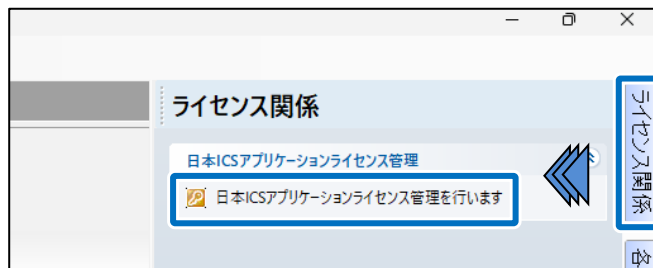 ライセンス関係
日本ICSアプリケーションライセンス管理
日本ICSアプリケーションライセンス管理を行います
ライセンス関係
各